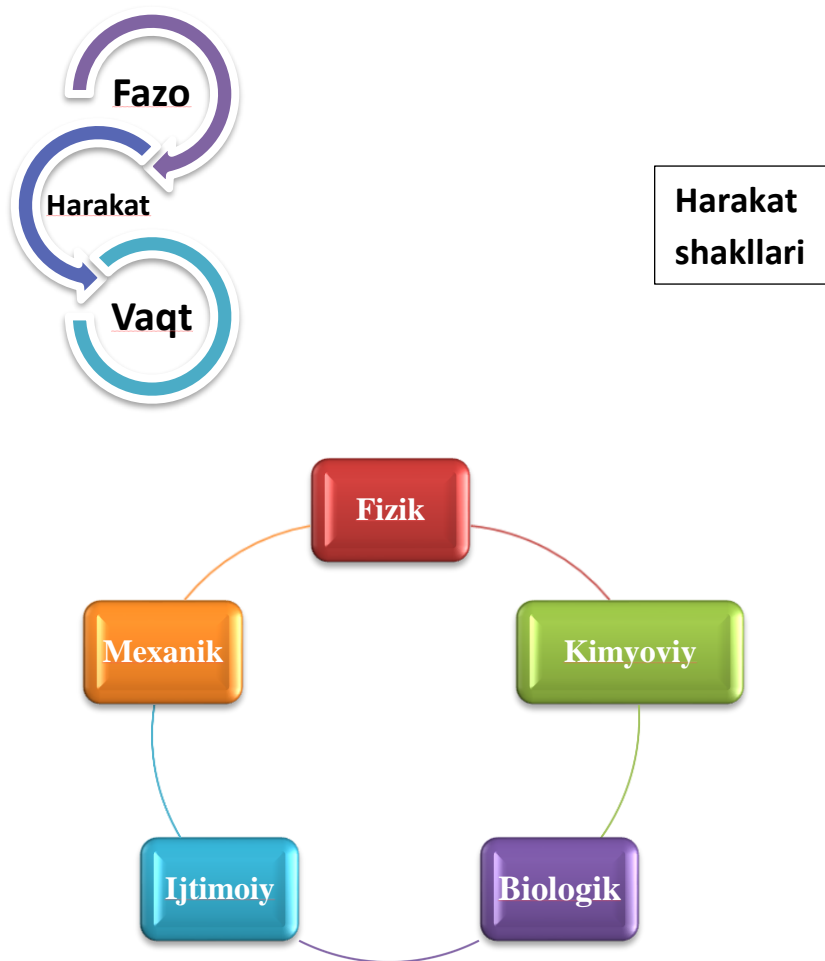 Fazo
Harakat
Vaqt
Harakat
shakllari
Fizik
Mexanik
Kimyoviy
Ijtimoiy
Biologik